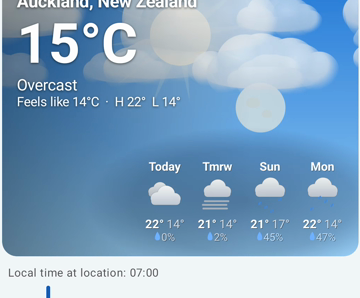 Auckland, New Zealand
15°C
Overcast
Feels like 14°C · H 22° L 14°
Today Tmrw Sun Mon
22° 14° 21° 14° 21° 17° 22° 14°
0% 2% 45% 47%
Local time at location: 07:00